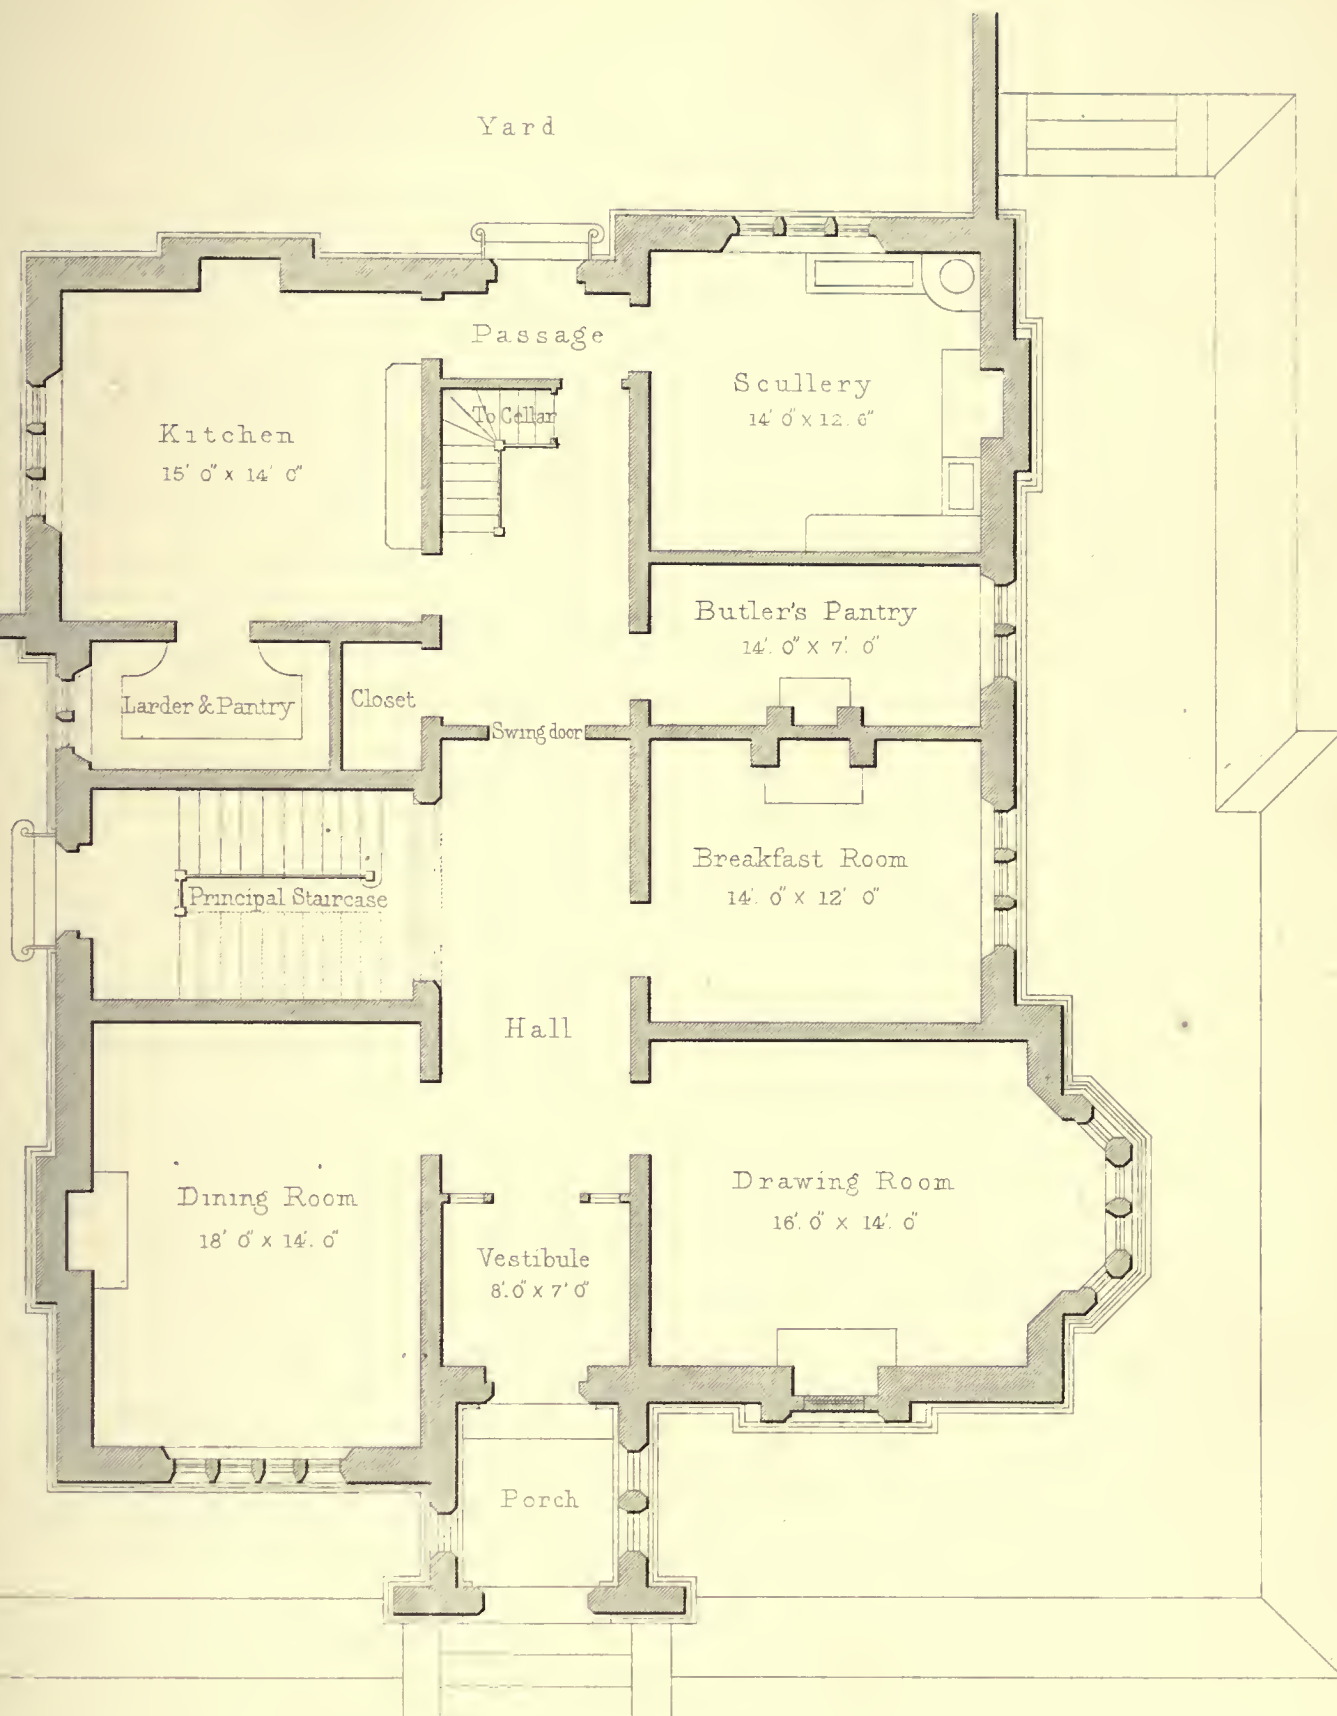 Yard
Passage
Scullery
14' 0" x 12. 6"
To Cellar
Kitchen
15' 0" x 14' 0"
Butler's Pantry
14'. 0" X 7'. 0"
Larder & Pantry
Closet
Swing door
Breakfast Room
14'. 0" X 12' 0"
Principal Staircase
Hall
Drawing Room
16'. 0" X 14'. 0"
Dining Room
18' 0" X 14'. 0"
Vestibule
8'. 0" X 7' 0"
Porch